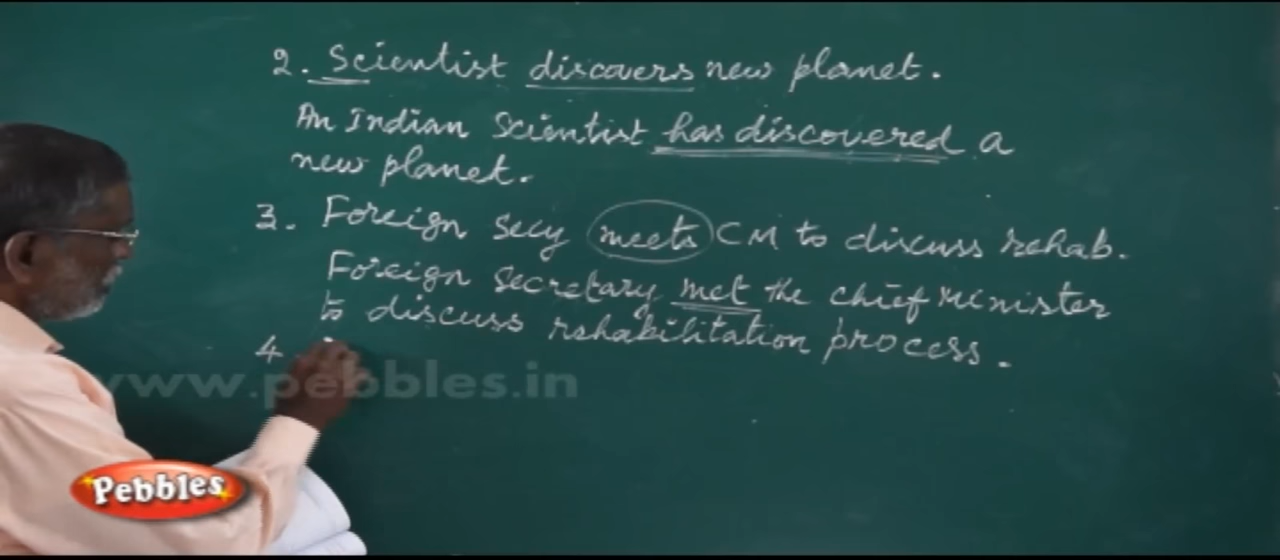 2. Scientist discovers new planet.
An Indian Scientist has discovered a
new planet.
3. Foreign Secy meets CM to discuss rehab.
Foreign Secretary met the chief Minister
to discuss rehabilitation process.
4
www.pebbles.in
Pebbles